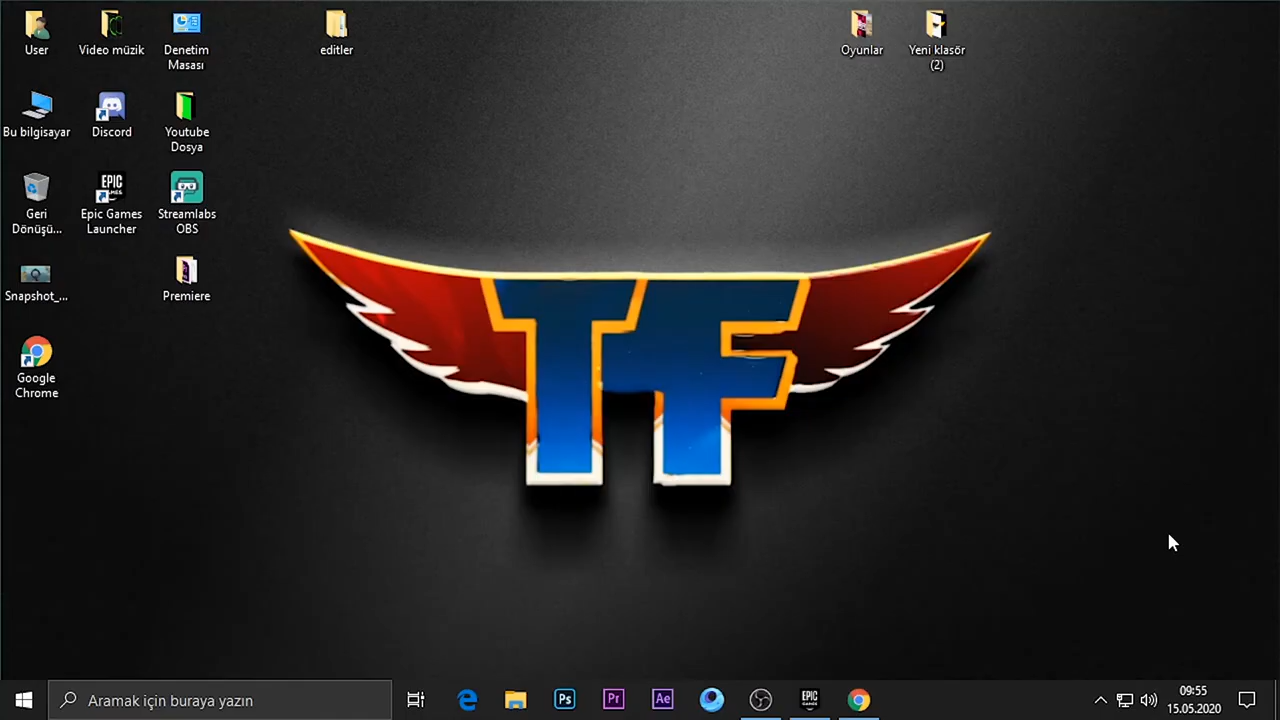 User
Video müzik
Denetim
Masası
editler
Oyunlar
Yeni klasör
(2)
Bu bilgisayar
Discord
Youtube
Dosya
EPIC
GAMES
Geri
Dönüşü...
Epic Games
Launcher
Streamlabs
OBS
Snapshot_...
Premiere
Google
Chrome
TF
Aramak için buraya yazın
Ps
Pr
Ae
EPIC
GAMES
09:55
15.05.2020